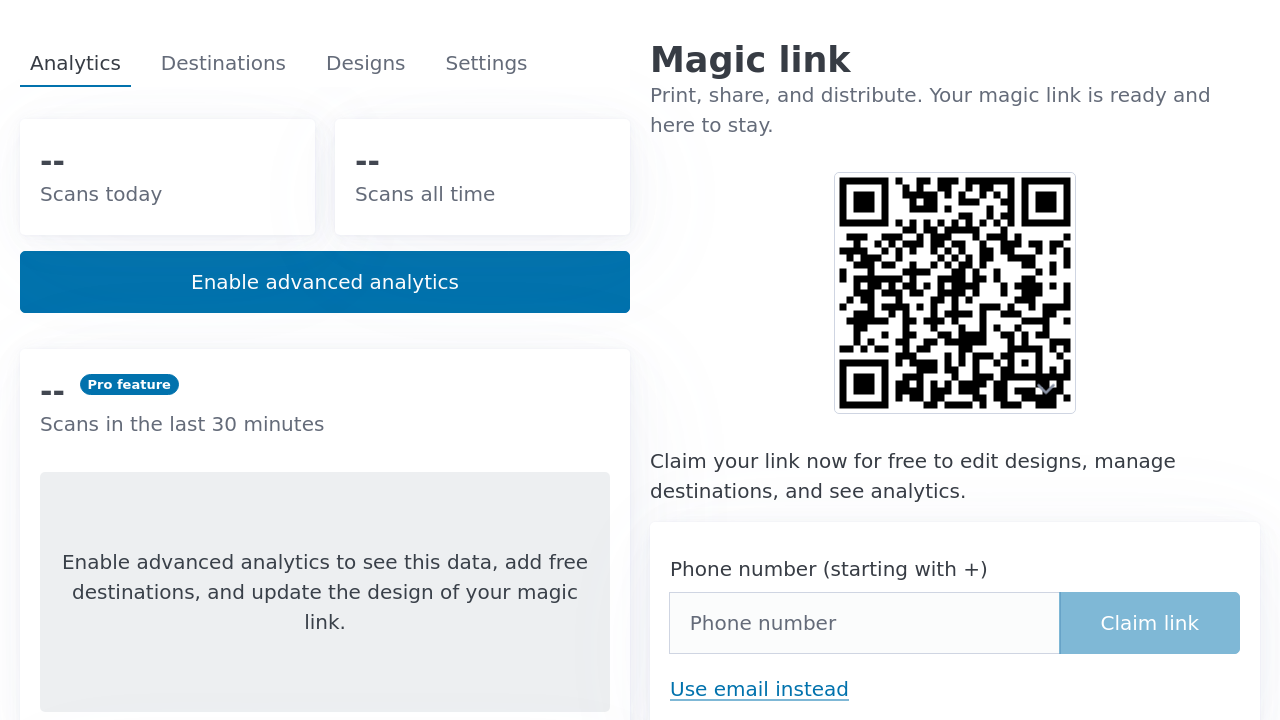 Analytics
Destinations
Designs
Settings
--
Scans today
--
Scans all time
Enable advanced analytics
--
Pro feature
Scans in the last 30 minutes
Enable advanced analytics to see this data, add free
destinations, and update the design of your magic
link.
Magic link
Print, share, and distribute. Your magic link is ready and
here to stay.
Claim your link now for free to edit designs, manage
destinations, and see analytics.
Phone number (starting with +)
Phone number
Claim link
Use email instead